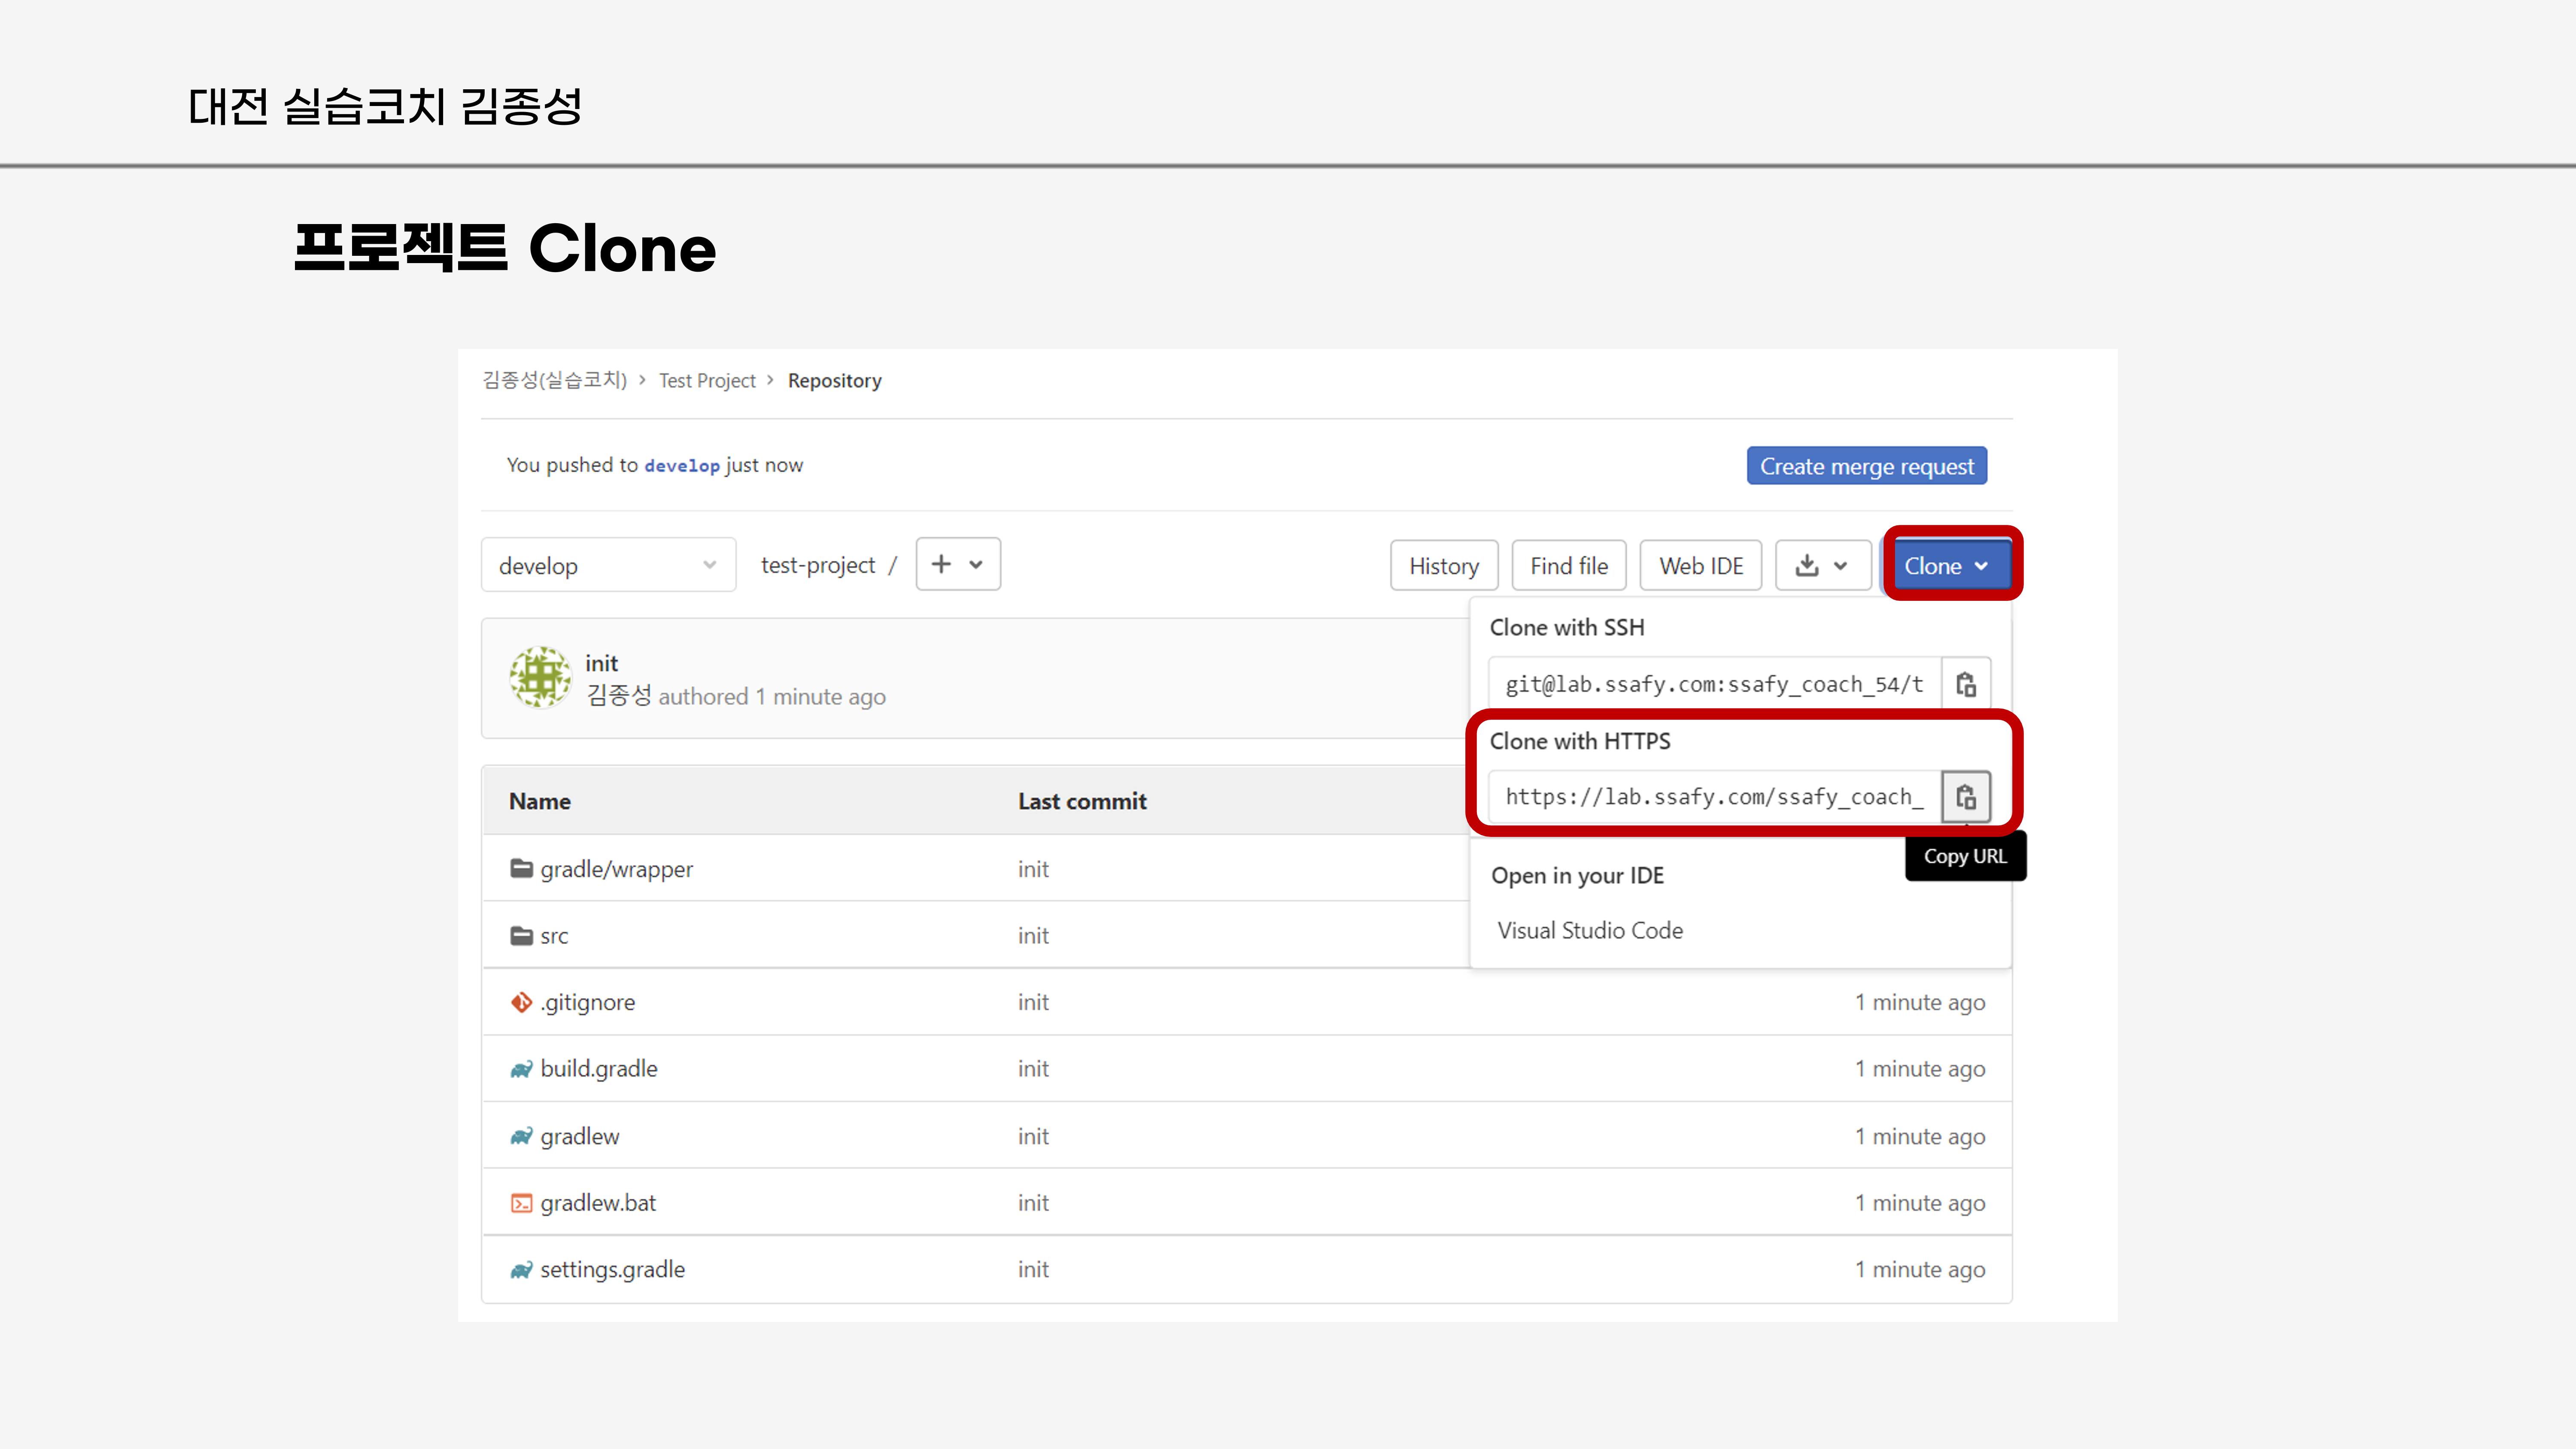 대전 실습코치 김종성
프로젝트 Clone
김종성(실습코치) > Test Project > Repository
You pushed to develop just now
Create merge request
develop
test-project /
+
History
Find file
Web IDE
Clone
Clone with SSH
git@lab.ssafy.com:ssafy_coach_54/t
Clone with HTTPS
https://lab.ssafy.com/ssafy_coach_
Copy URL
Open in your IDE
Visual Studio Code
init
김종성 authored 1 minute ago
Name Last commit
gradle/wrapper init
src init
.gitignore init 1 minute ago
build.gradle init 1 minute ago
gradlew init 1 minute ago
gradlew.bat init 1 minute ago
settings.gradle init 1 minute ago